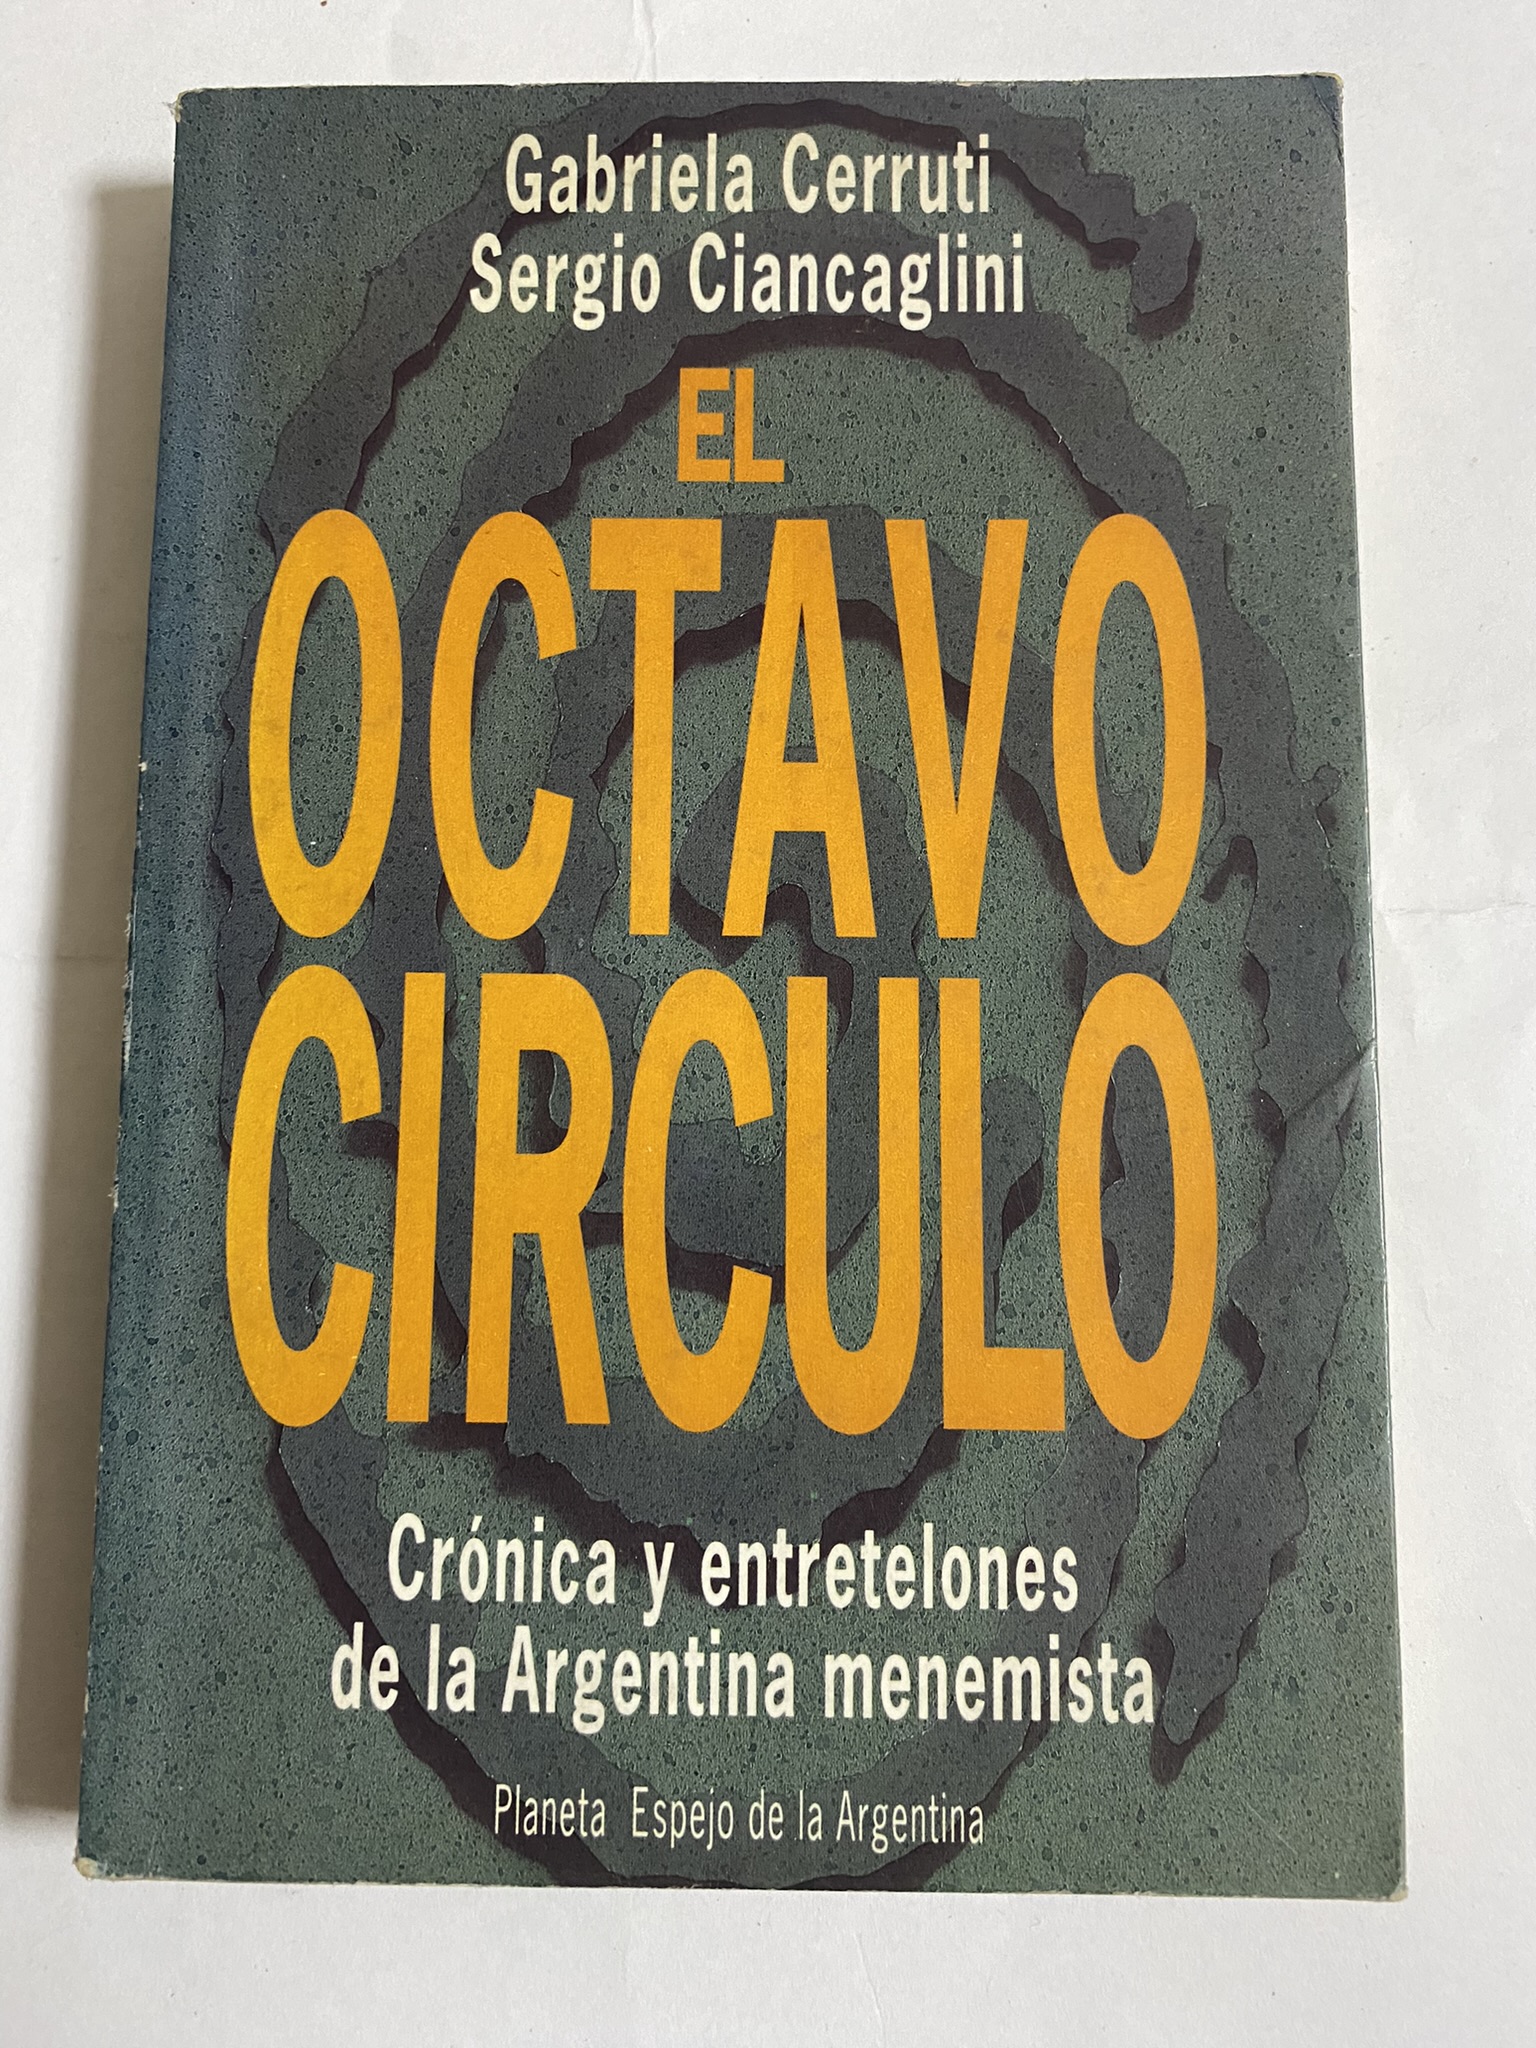 Gabriela Cerruti
Sergio Ciancaglini
EL
OCTAVO
CIRCULO
Crónica y entretelones
de la Argentina menemista
Planeta Espejo de la Argentina